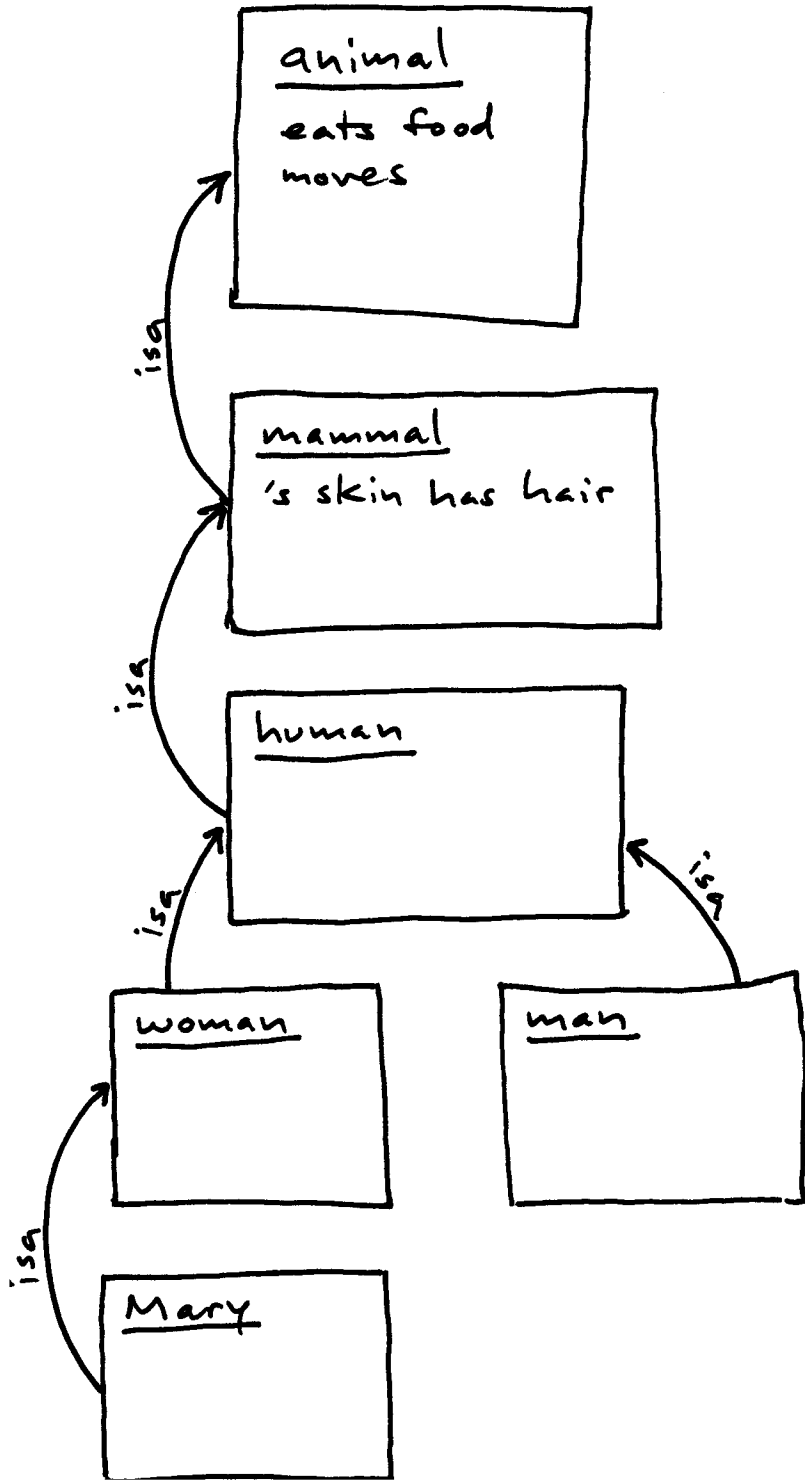 animal
eats food
moves
isa
mammal
's skin has hair
isa
human
isa
isa
woman
man
isa
Mary